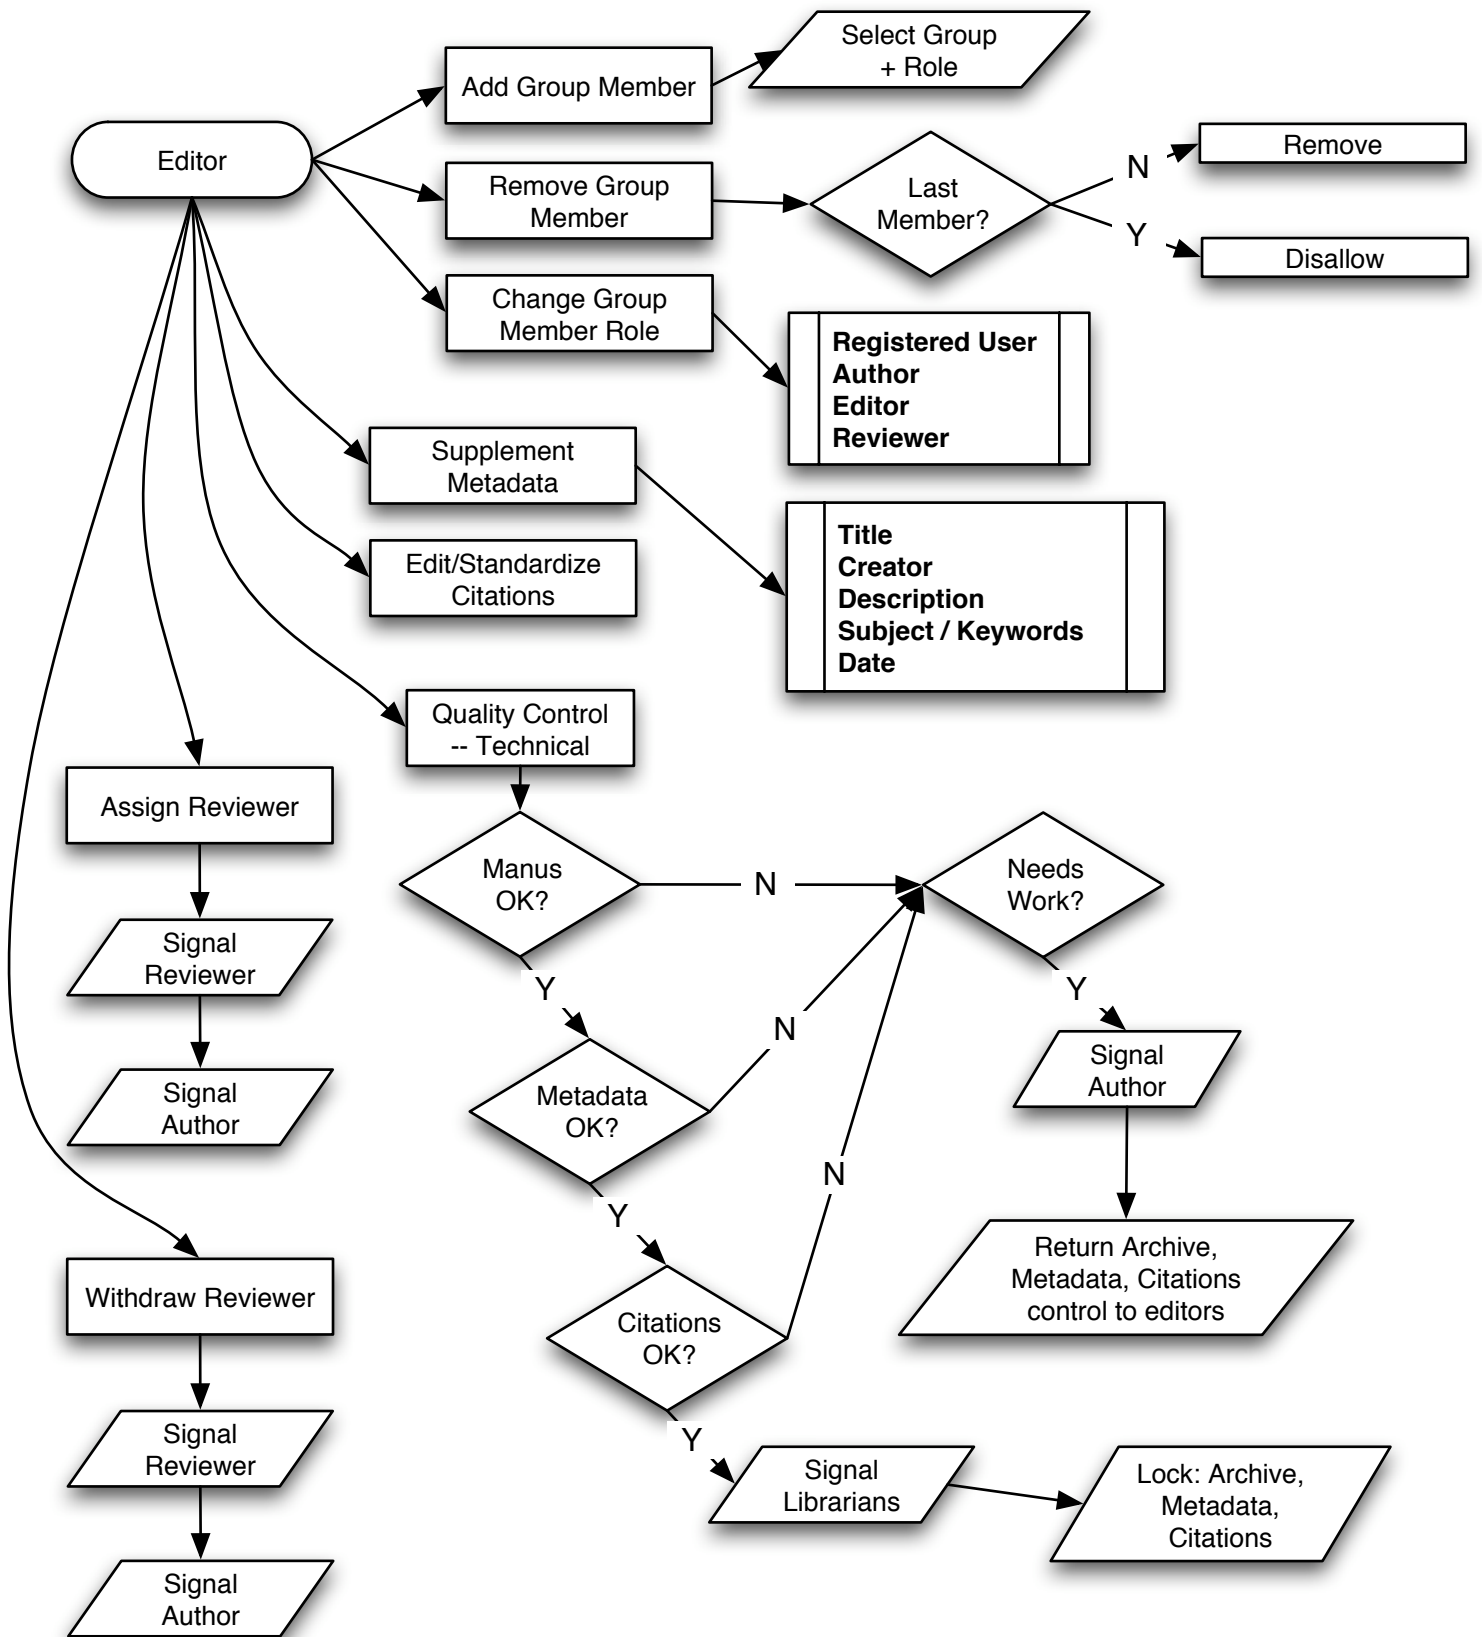 Select Group
+ Role
Add Group Member
Editor
Remove Group
Member
Last
Member?
N
Remove
Y
Disallow
Change Group
Member Role
Registered User
Author
Editor
Reviewer
Supplement
Metadata
Title
Creator
Description
Subject / Keywords
Date
Edit/Standardize
Citations
Quality Control
-- Technical
Assign Reviewer
Manus
OK?
N
Needs
Work?
Signal
Reviewer
Y
Y
N
Signal
Author
Metadata
OK?
Signal
Author
N
Y
Return Archive,
Metadata, Citations
control to editors
Withdraw Reviewer
Citations
OK?
Signal
Reviewer
Y
Signal
Librarians
Lock: Archive,
Metadata,
Citations
Signal
Author